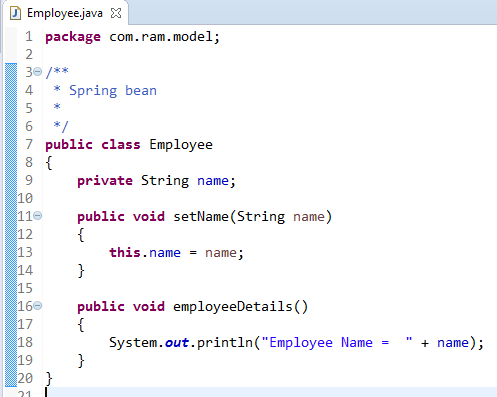 Employee.java
1 package com.ram.model;
2
3 /**
4  * Spring bean
5  *
6  */
7 public class Employee
8 {
9     private String name;
10
11     public void setName(String name)
12     {
13         this.name = name;
14     }
15
16     public void employeeDetails()
17     {
18         System.out.println("Employee Name =  " + name);
19     }
20 }
21